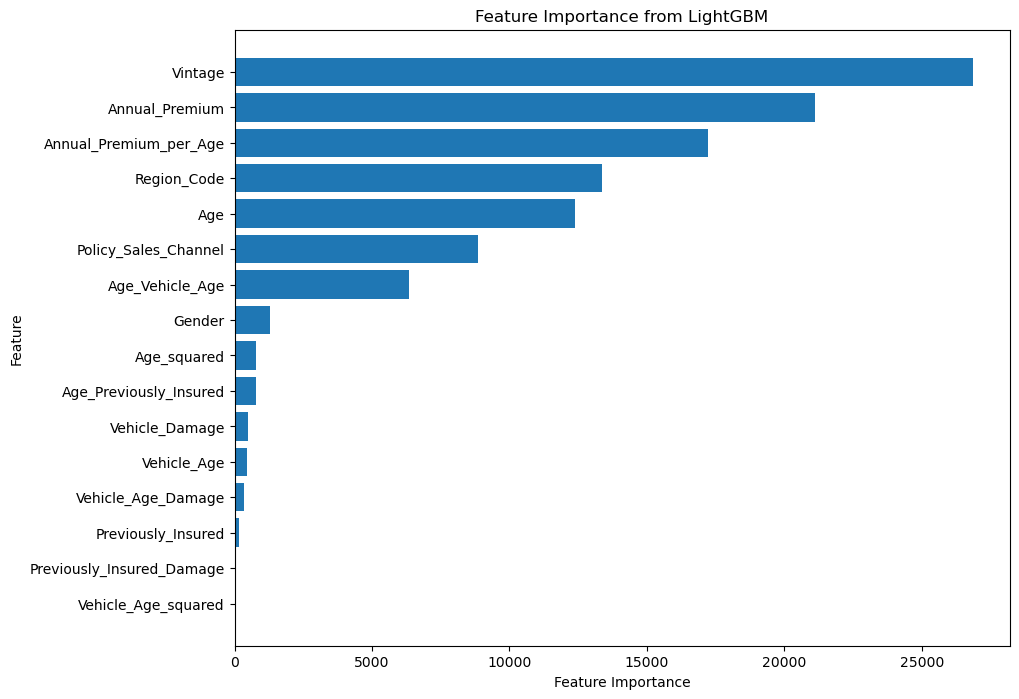 Feature Importance from LightGBM
Vintage
Annual_Premium
Annual_Premium_per_Age
Region_Code
Age
Policy_Sales_Channel
Age_Vehicle_Age
Gender
Age_squared
Age_Previously_Insured
Vehicle_Damage
Vehicle_Age
Vehicle_Age_Damage
Previously_Insured
Previously_Insured_Damage
Vehicle_Age_squared
Feature
0 5000 10000 15000 20000 25000
Feature Importance